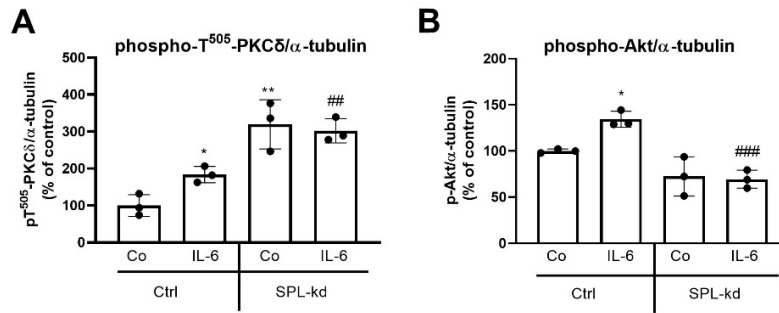 A
phospho-T505-PKCδ/α-tubulin
pT505-PKCδ/α-tubulin
(% of control)
500
400
300
200
100
0
*
**
##
Co IL-6 Co IL-6
Ctrl SPL-kd
B
phospho-Akt/α-tubulin
p-Akt/α-tubulin
(% of control)
200
150
100
50
0
*
###
Co IL-6 Co IL-6
Ctrl SPL-kd